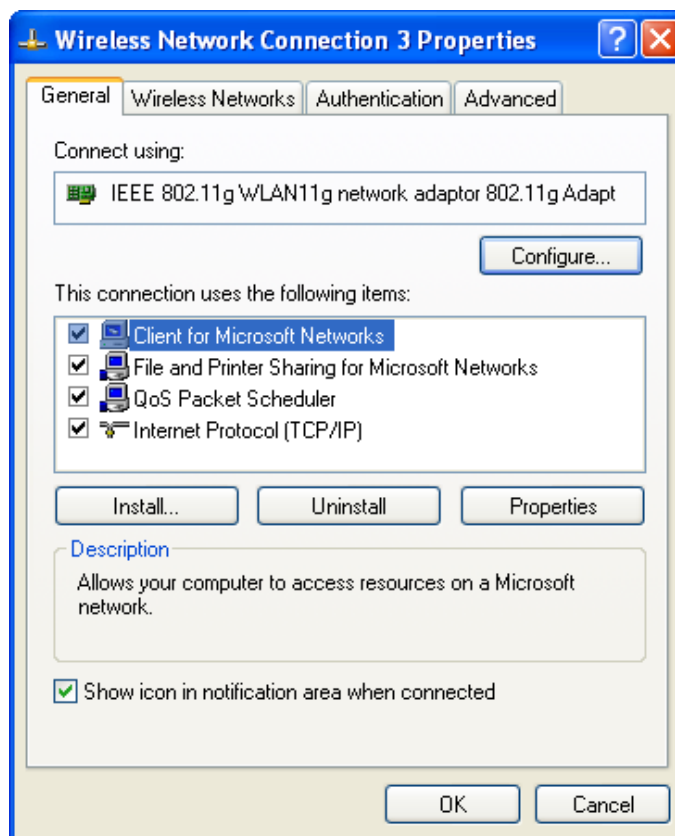 Wireless Network Connection 3 Properties
General Wireless Networks Authentication Advanced
Connect using:
IEEE 802.11g WLAN11g network adaptor 802.11g Adapt
Configure...
This connection uses the following items:
Client for Microsoft Networks
File and Printer Sharing for Microsoft Networks
QoS Packet Scheduler
Internet Protocol (TCP/IP)
Install... Uninstall Properties
Description
Allows your computer to access resources on a Microsoft
network.
Show icon in notification area when connected
OK Cancel